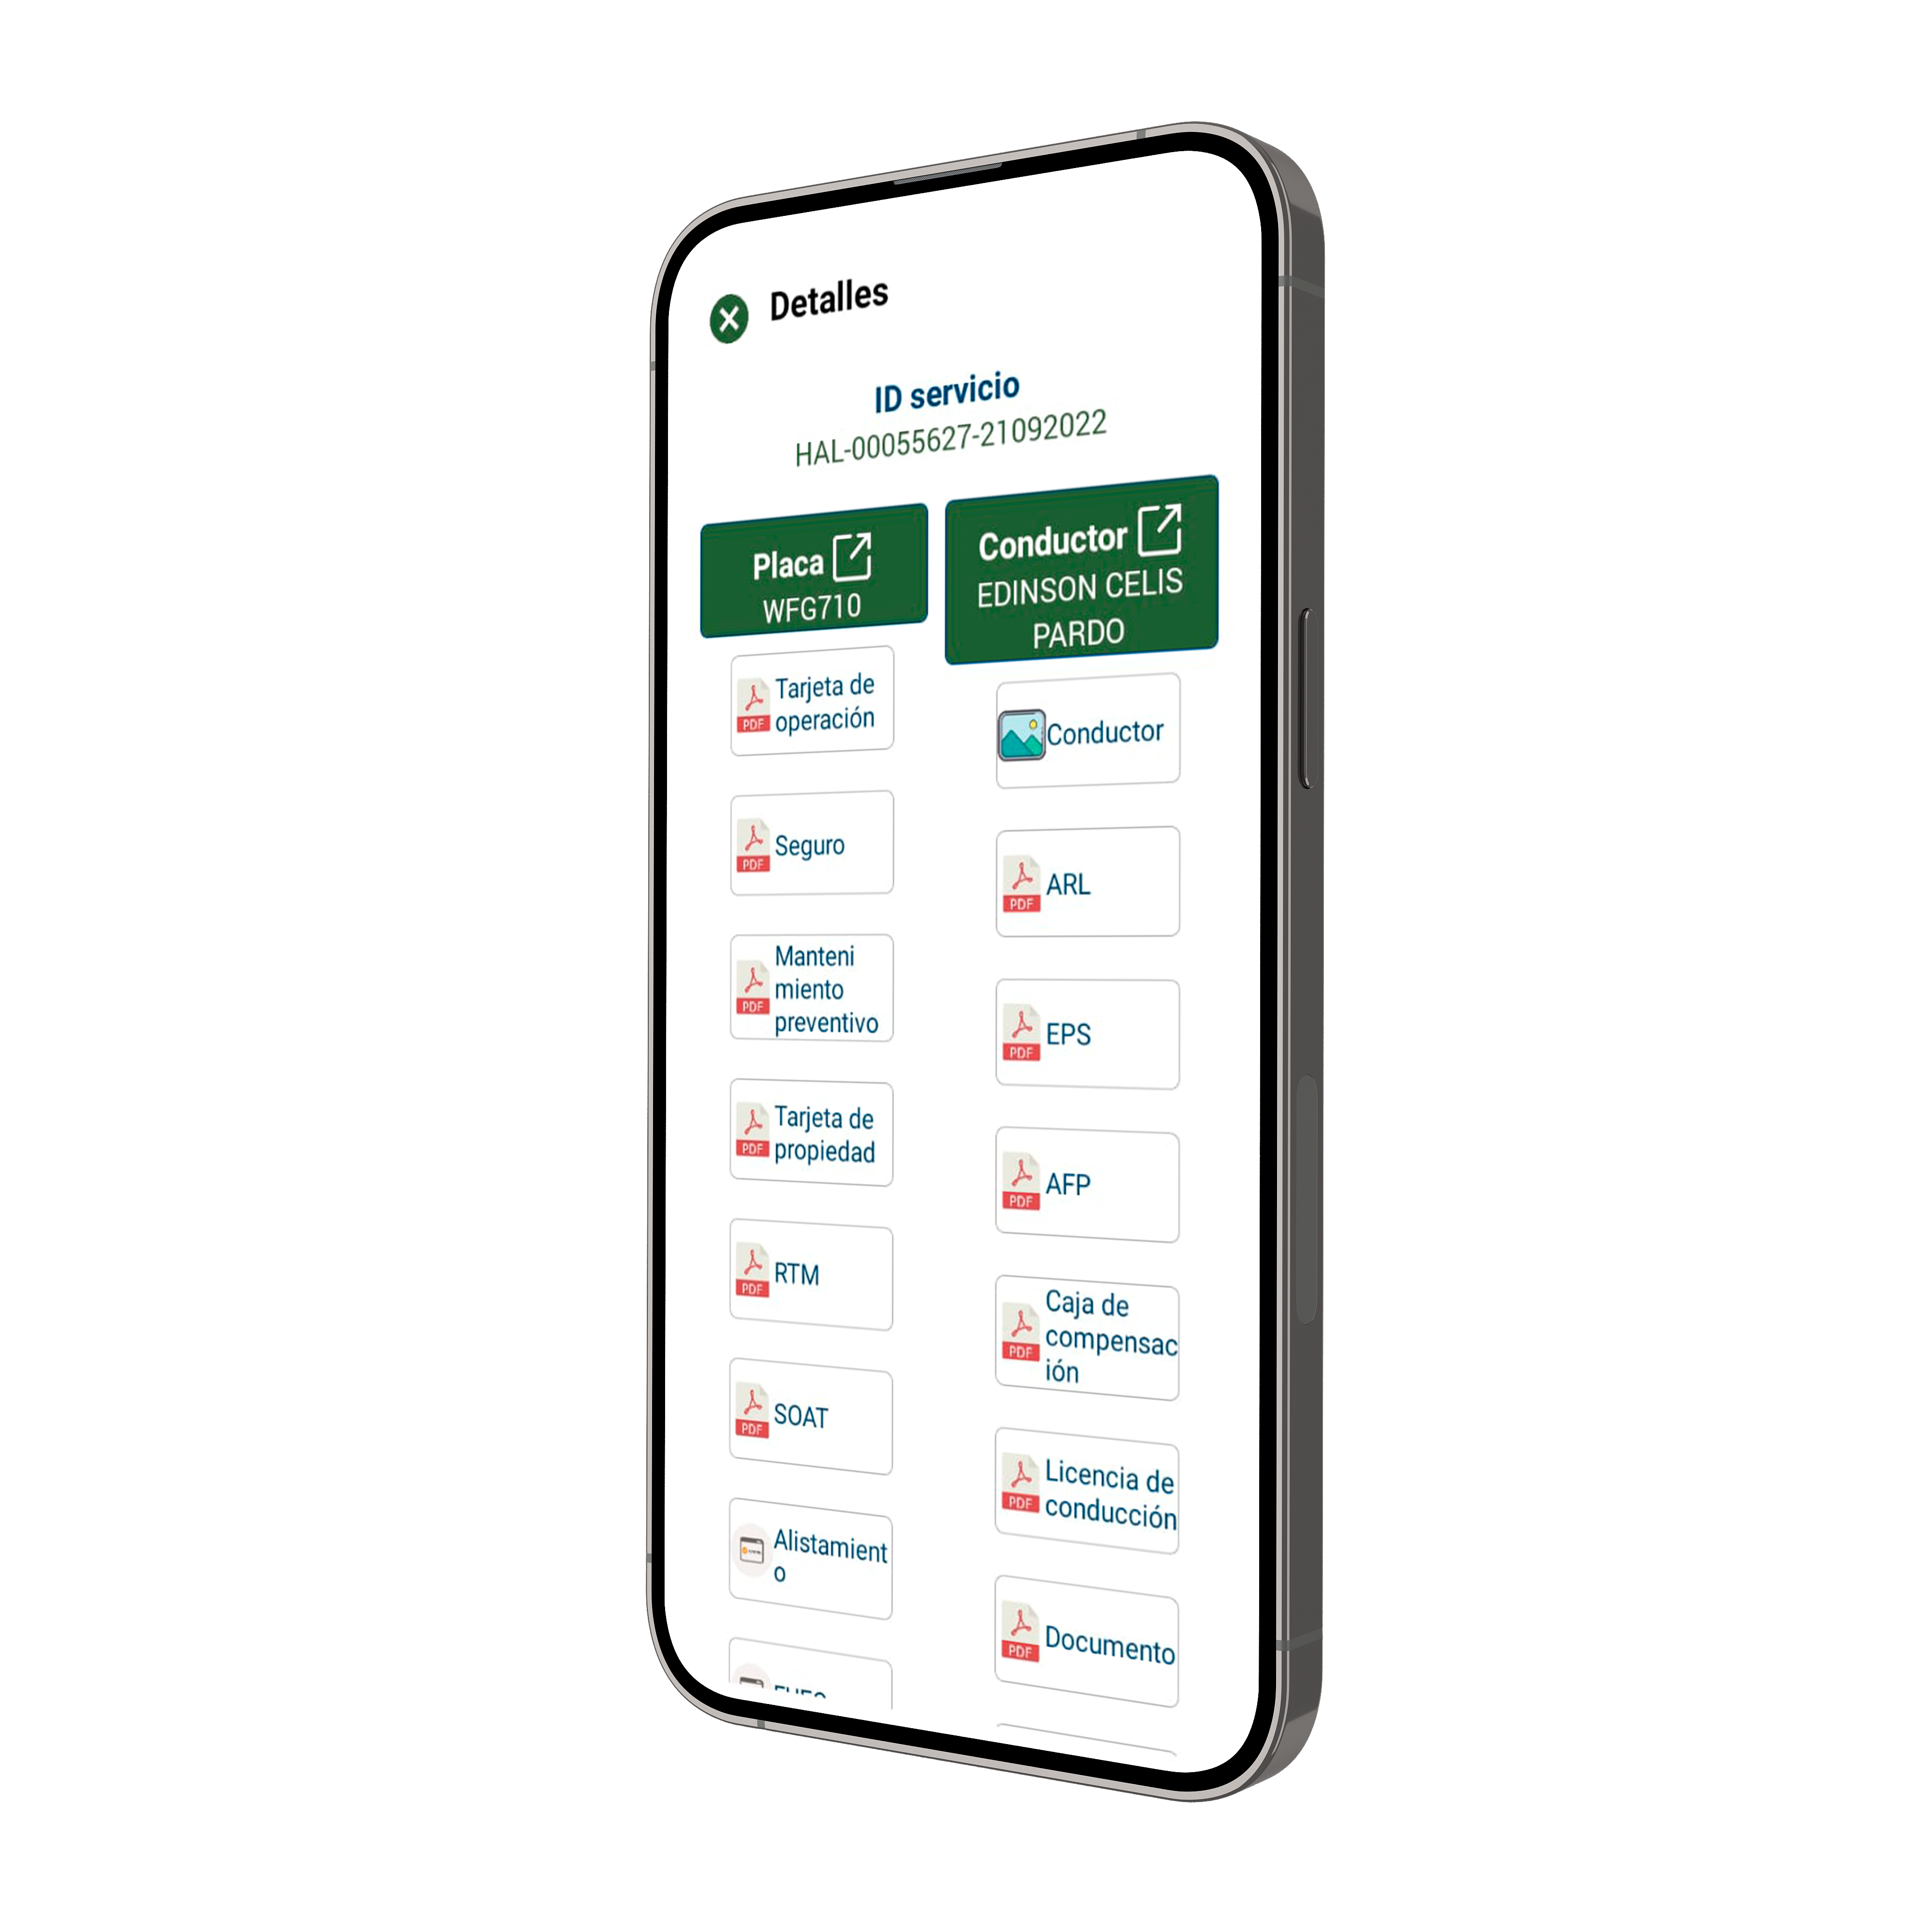 Detalles
ID servicio
HAL-00055627-21092022
Placa
WFG710
PDF
Tarjeta de
operación
PDF
Seguro
PDF
Manteni
miento
preventivo
PDF
Tarjeta de
propiedad
PDF
RTM
PDF
SOAT
Alistamient
o
Conductor
EDINSON CELIS
PARDO
Conductor
PDF
ARL
PDF
EPS
PDF
AFP
PDF
Caja de
compensac
ión
PDF
Licencia de
conducción
PDF
Documento